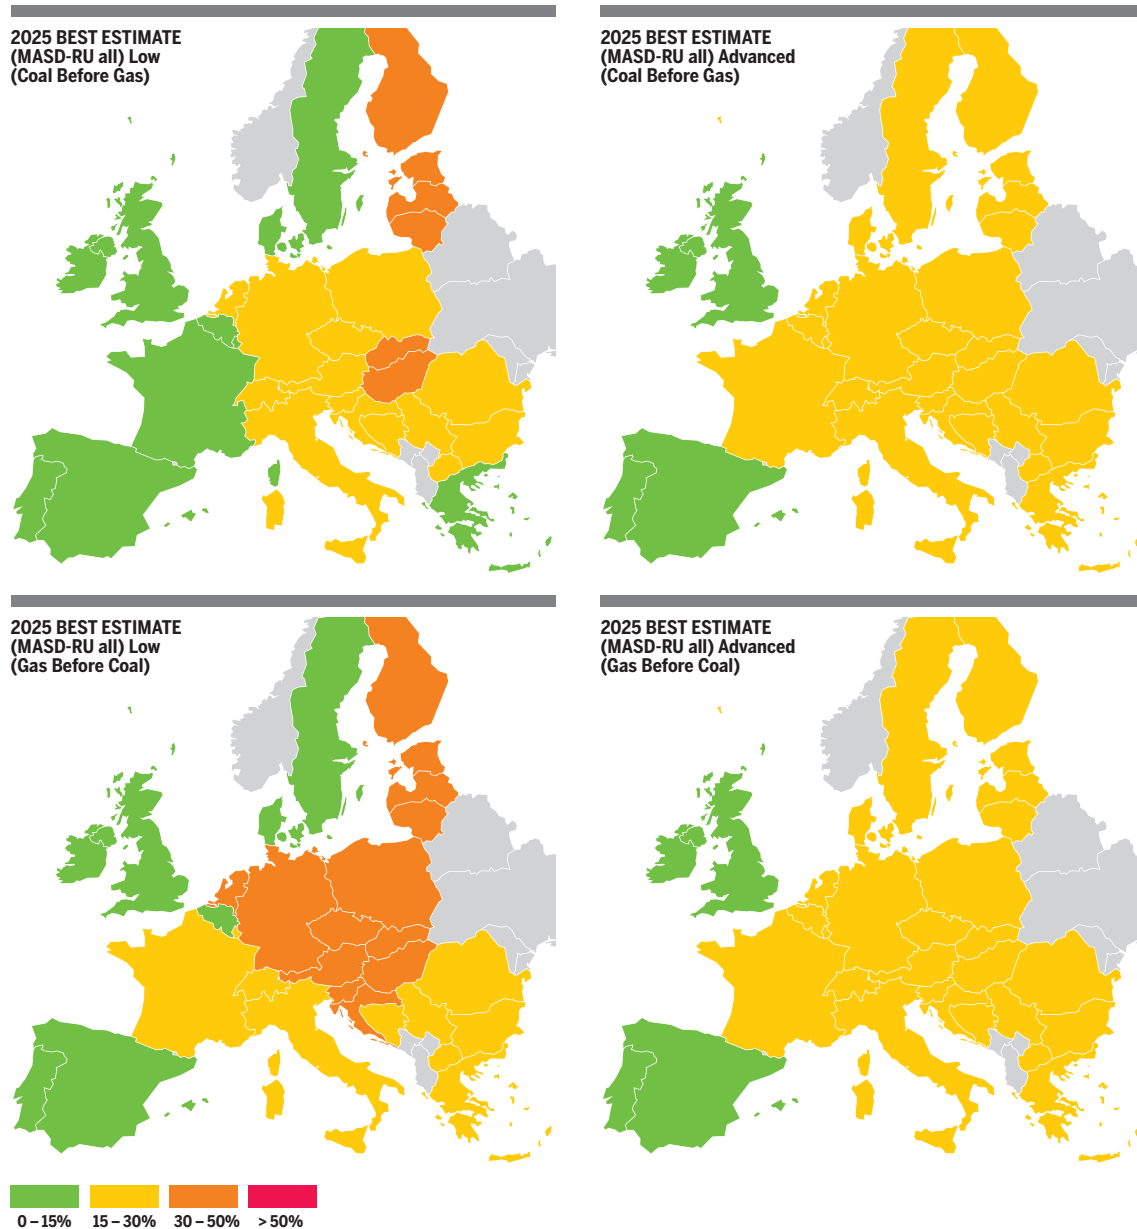 2025 BEST ESTIMATE
(MASD-RU all) Low
(Coal Before Gas)
2025 BEST ESTIMATE
(MASD-RU all) Advanced
(Coal Before Gas)
2025 BEST ESTIMATE
(MASD-RU all) Low
(Gas Before Coal)
2025 BEST ESTIMATE
(MASD-RU all) Advanced
(Gas Before Coal)
0 – 15%
15 – 30%
30 – 50%
> 50%